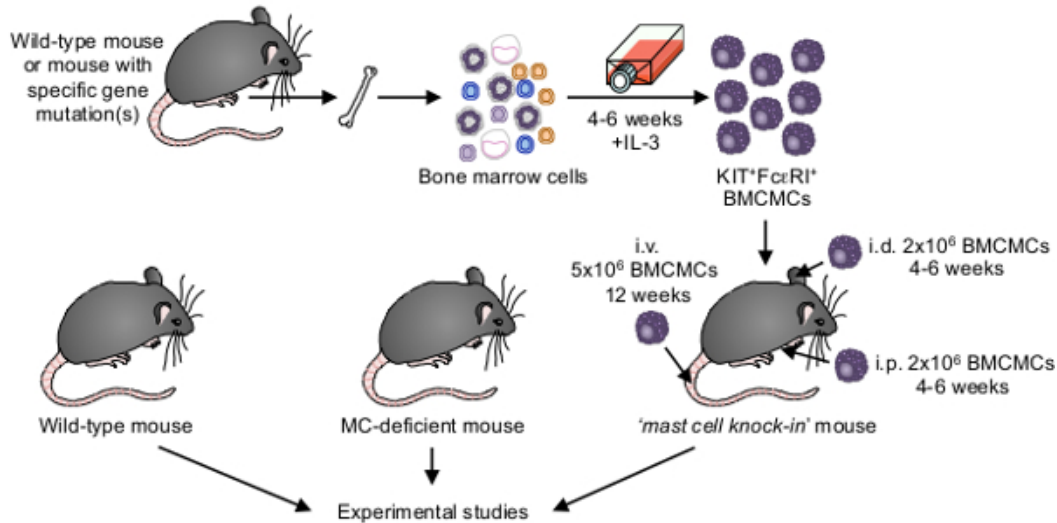 Wild-type mouse
or mouse with
specific gene
mutation(s)
4-6 weeks
+IL-3
Bone marrow cells
KIT⁺FcεRI⁺
BMCMCs
i.v.
5x10⁶ BMCMCs
12 weeks
i.d. 2x10⁶ BMCMCs
4-6 weeks
i.p. 2x10⁶ BMCMCs
4-6 weeks
Wild-type mouse
MC-deficient mouse
‘mast cell knock-in’ mouse
Experimental studies